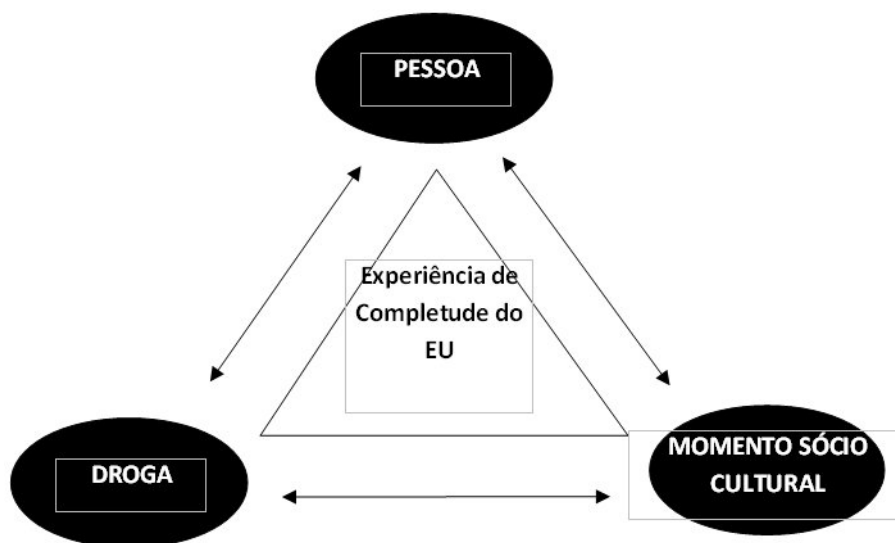 PESSOA
Experiência de
Completude do
EU
DROGA
MOMENTO SÓCIO
CULTURAL